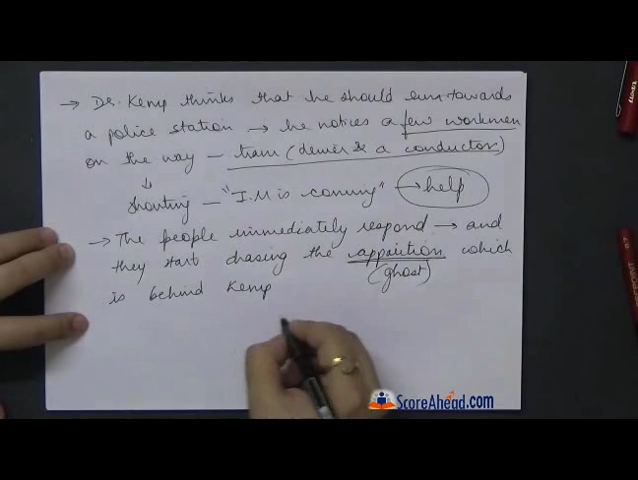 → Dr. Kemp thinks that he should run towards
a police station → he notices a few workmen
on the way - tram (driver & a conductor)
↓
shouting - "I.M is coming" → help
→ The people immediately respond → and
they start chasing the apparition which
(ghost)
is behind Kemp
ScoreAhead.com